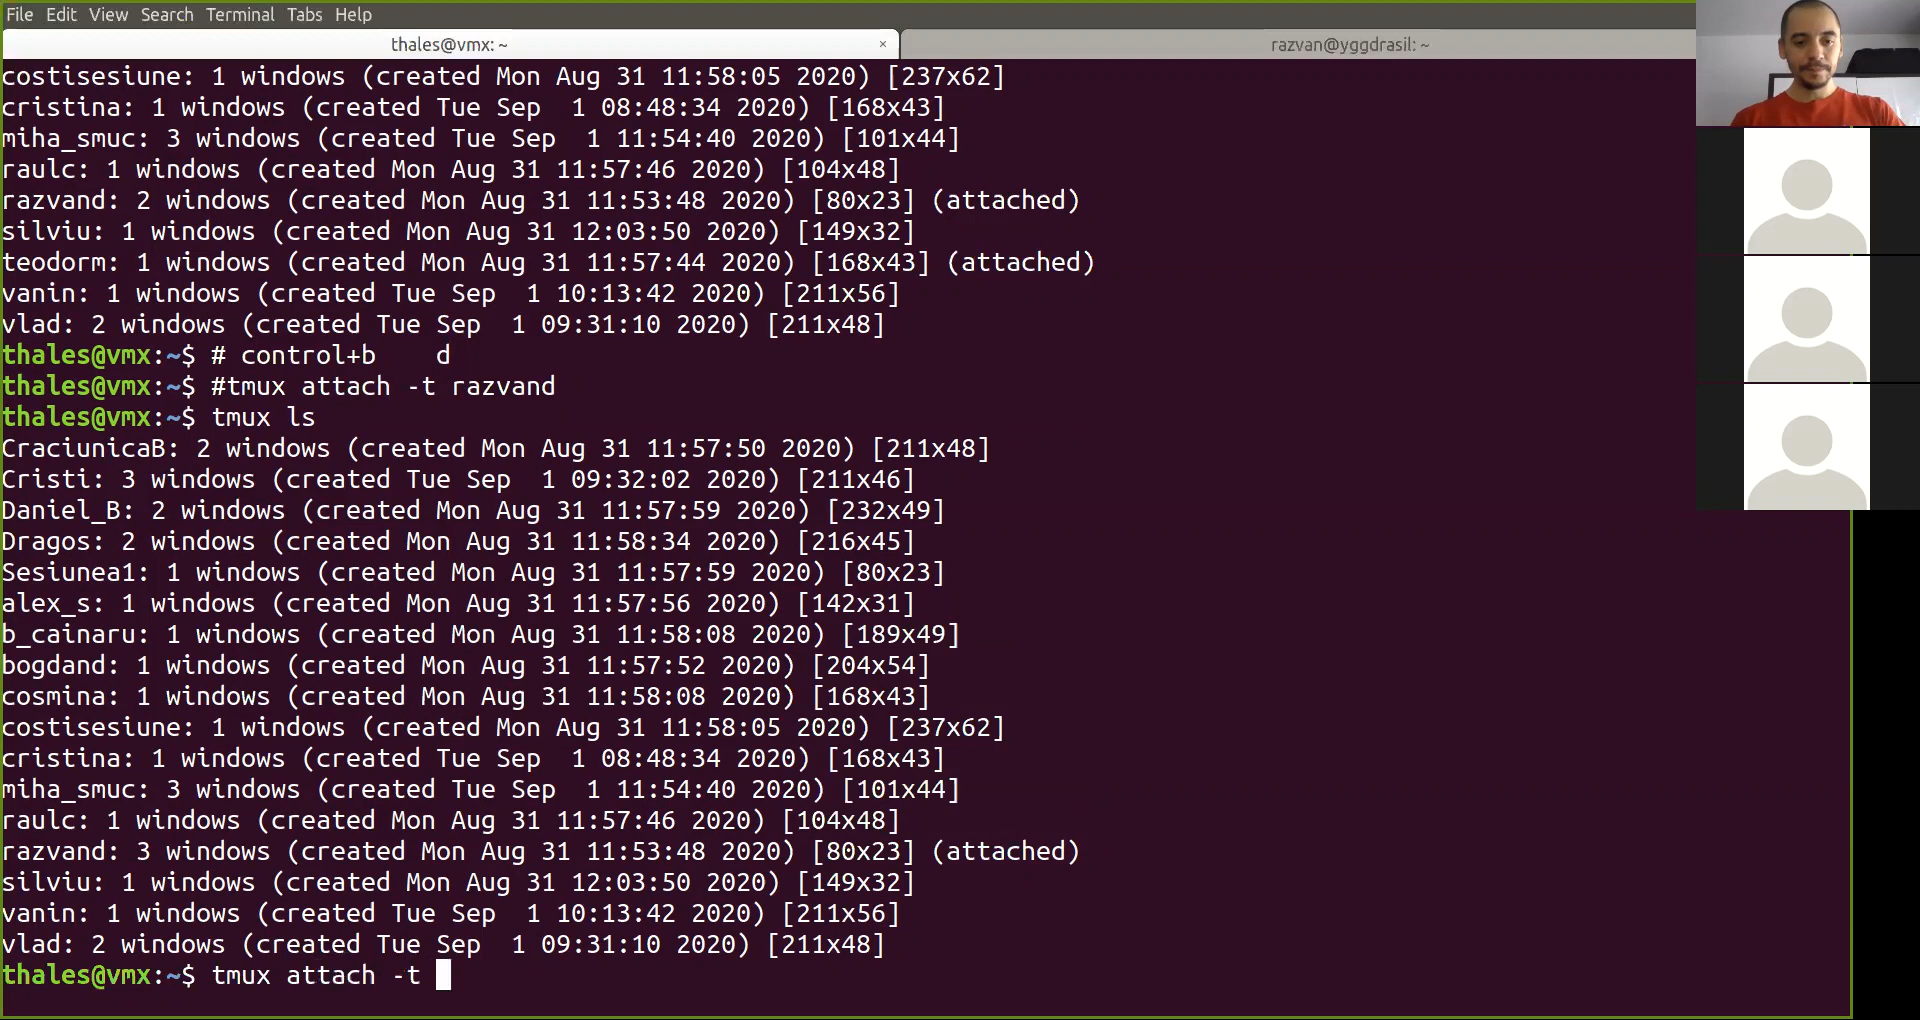 File Edit View Search Terminal Tabs Help
thales@vmx: ~ × razvan@yggdrasil: ~
costisesiune: 1 windows (created Mon Aug 31 11:58:05 2020) [237x62]
cristina: 1 windows (created Tue Sep  1 08:48:34 2020) [168x43]
miha_smuc: 3 windows (created Tue Sep  1 11:54:40 2020) [101x44]
raulc: 1 windows (created Mon Aug 31 11:57:46 2020) [104x48]
razvand: 2 windows (created Mon Aug 31 11:53:48 2020) [80x23] (attached)
silviu: 1 windows (created Mon Aug 31 12:03:50 2020) [149x32]
teodorm: 1 windows (created Mon Aug 31 11:57:44 2020) [168x43] (attached)
vanin: 1 windows (created Tue Sep  1 10:13:42 2020) [211x56]
vlad: 2 windows (created Tue Sep  1 09:31:10 2020) [211x48]
thales@vmx:~$ # control+b    d
thales@vmx:~$ #tmux attach -t razvand
thales@vmx:~$ tmux ls
CraciunicaB: 2 windows (created Mon Aug 31 11:57:50 2020) [211x48]
Cristi: 3 windows (created Tue Sep  1 09:32:02 2020) [211x46]
Daniel_B: 2 windows (created Mon Aug 31 11:57:59 2020) [232x49]
Dragos: 2 windows (created Mon Aug 31 11:58:34 2020) [216x45]
Sesiunea1: 1 windows (created Mon Aug 31 11:57:59 2020) [80x23]
alex_s: 1 windows (created Mon Aug 31 11:57:56 2020) [142x31]
b_cainaru: 1 windows (created Mon Aug 31 11:58:08 2020) [189x49]
bogdand: 1 windows (created Mon Aug 31 11:57:52 2020) [204x54]
cosmina: 1 windows (created Mon Aug 31 11:58:08 2020) [168x43]
costisesiune: 1 windows (created Mon Aug 31 11:58:05 2020) [237x62]
cristina: 1 windows (created Tue Sep  1 08:48:34 2020) [168x43]
miha_smuc: 3 windows (created Tue Sep  1 11:54:40 2020) [101x44]
raulc: 1 windows (created Mon Aug 31 11:57:46 2020) [104x48]
razvand: 3 windows (created Mon Aug 31 11:53:48 2020) [80x23] (attached)
silviu: 1 windows (created Mon Aug 31 12:03:50 2020) [149x32]
vanin: 1 windows (created Tue Sep  1 10:13:42 2020) [211x56]
vlad: 2 windows (created Tue Sep  1 09:31:10 2020) [211x48]
thales@vmx:~$ tmux attach -t